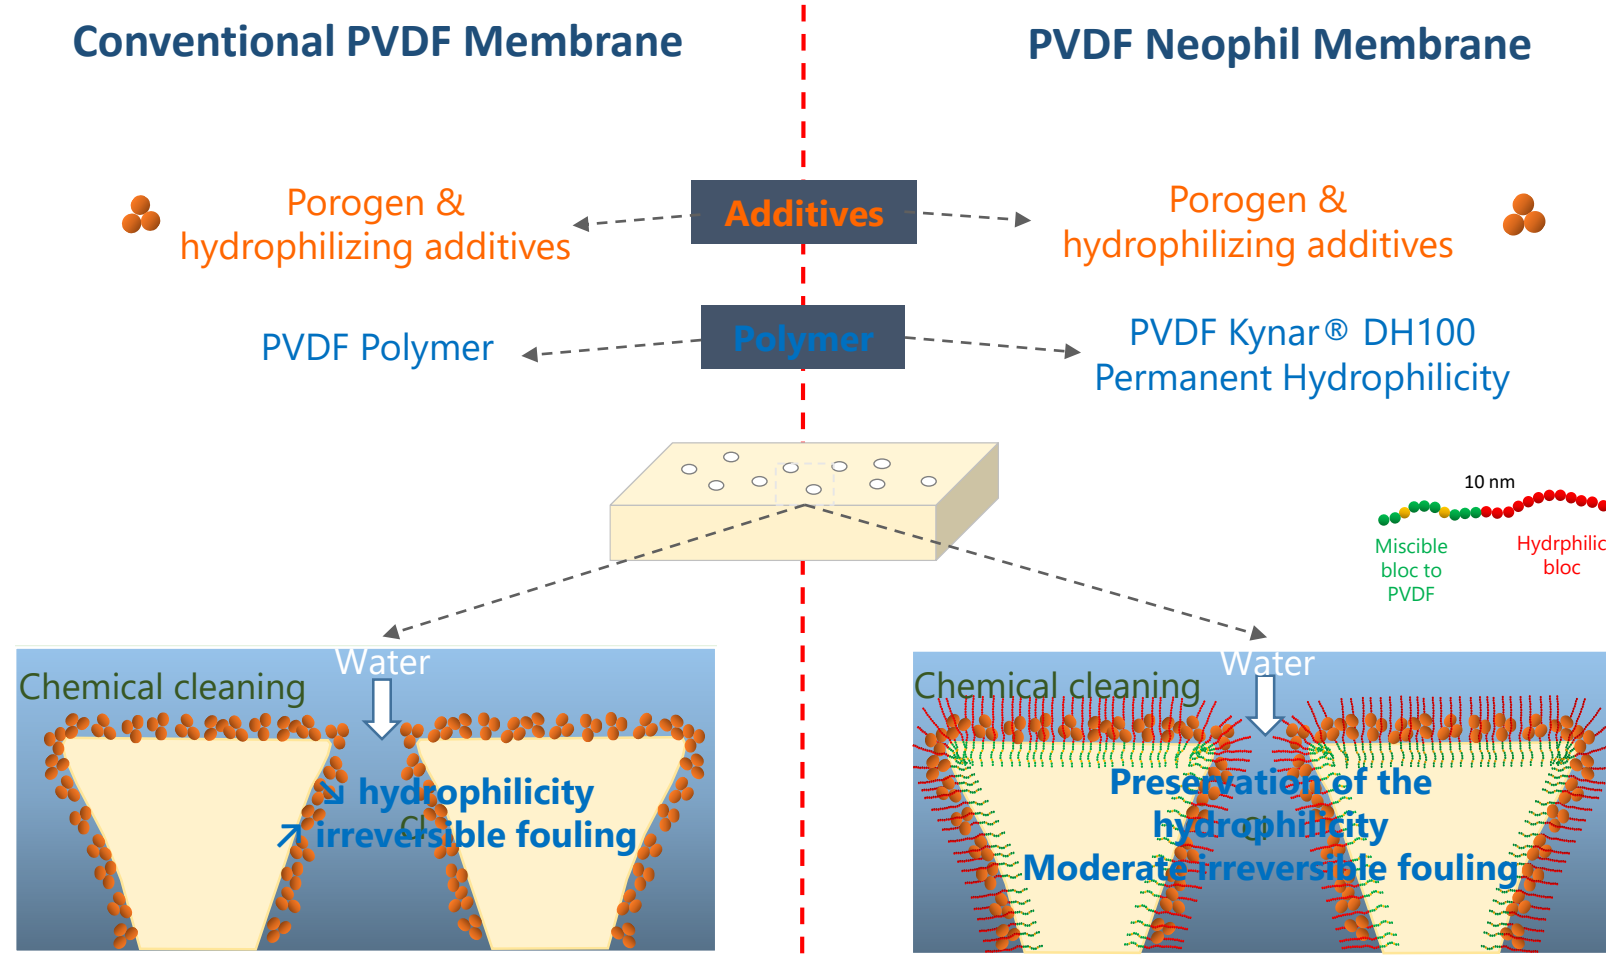 Conventional PVDF Membrane
PVDF Neophil Membrane
Porogen &
hydrophilizing additives
Additives
Porogen &
hydrophilizing additives
PVDF Polymer
Polymer
PVDF Kynar® DH100
Permanent Hydrophilicity
10 nm
Miscible
bloc to
PVDF
Hydrphilic
bloc
Water
Chemical cleaning
↘ hydrophilicity
↗ irreversible fouling
Cl
Water
Chemical cleaning
Preservation of the
hydrophilicity
Moderate irreversible fouling